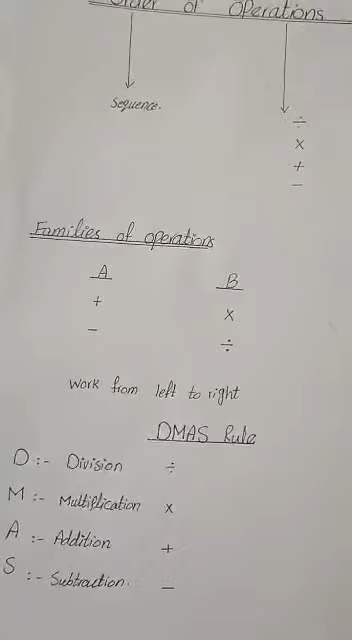 Order of Operations
Sequence.
÷
×
+
−
Families of operations
A B
+ ×
− ÷
Work from left to right
DMAS Rule
D :- Division ÷
M :- Multiplication ×
A :- Addition +
S :- Subtraction. −